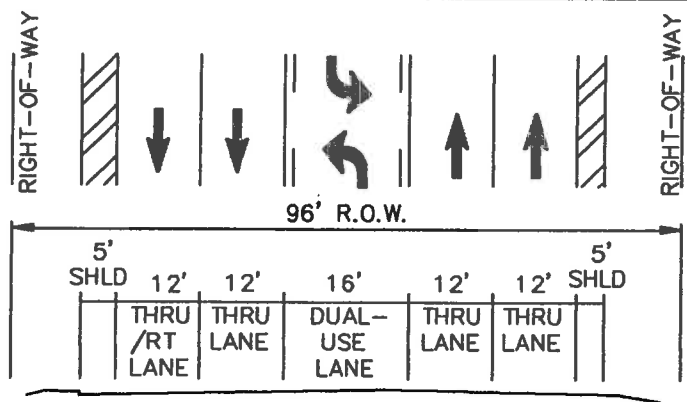 RIGHT-OF-WAY
RIGHT-OF-WAY
96' R.O.W.
5'
SHLD
12'
12'
16'
12'
12'
5'
SHLD
THRU
/RT
LANE
THRU
LANE
DUAL-
USE
LANE
THRU
LANE
THRU
LANE